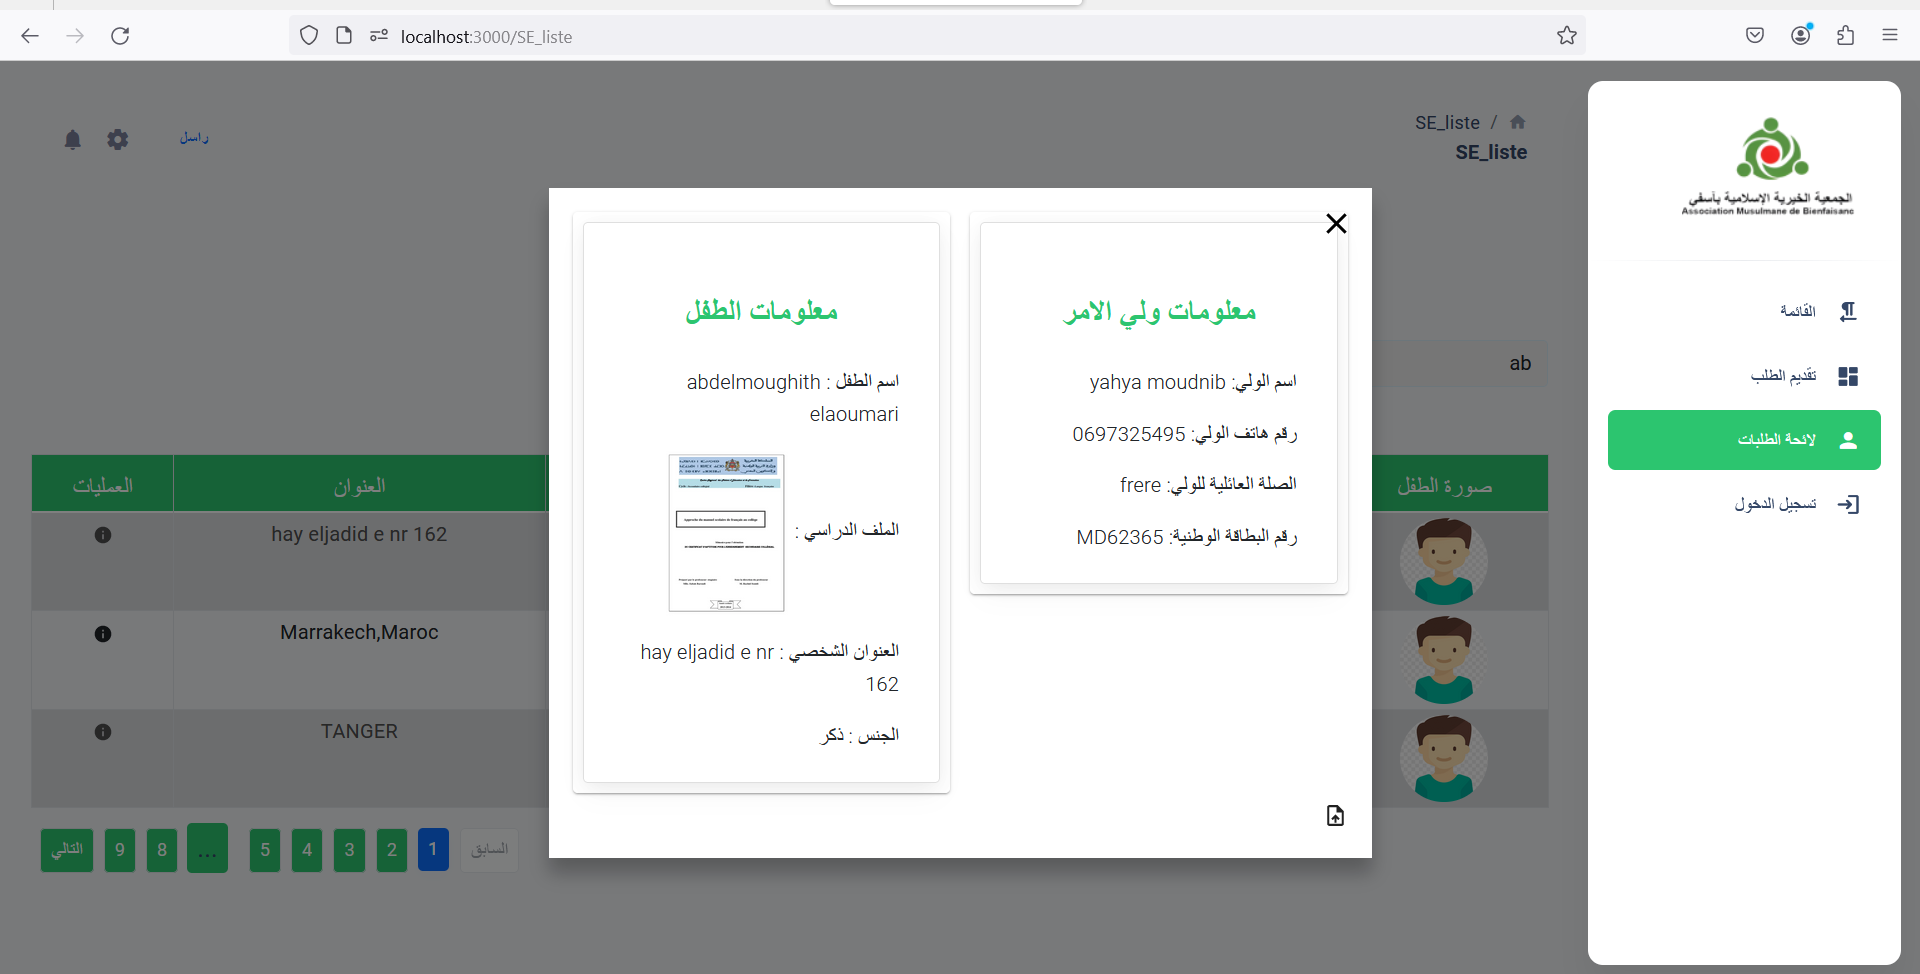 localhost:3000/SE_liste
SE_liste /
SE_liste
راسل
الجمعية الخيرية الإسلامية بأسفي
Association Musulmane de Bienfaisanc
القائمة
تقديم الطلب
لائحة الطلبات
تسجيل الدخول
ab
معلومات ولي الامر
اسم الولي: yahya moudnib
رقم هاتف الولي: 0697325495
الصلة العائلية للولي: frere
رقم البطاقة الوطنية: MD62365
معلومات الطفل
اسم الطفل : abdelmoughith
elaoumari
الملف الدراسي :
العنوان الشخصي : hay eljadid e nr
162
الجنس : ذكر
صورة الطفل
العنوان
العمليات
hay eljadid e nr 162
Marrakech,Maroc
TANGER
السابق 1 2 3 4 5 ... 8 9 التالي